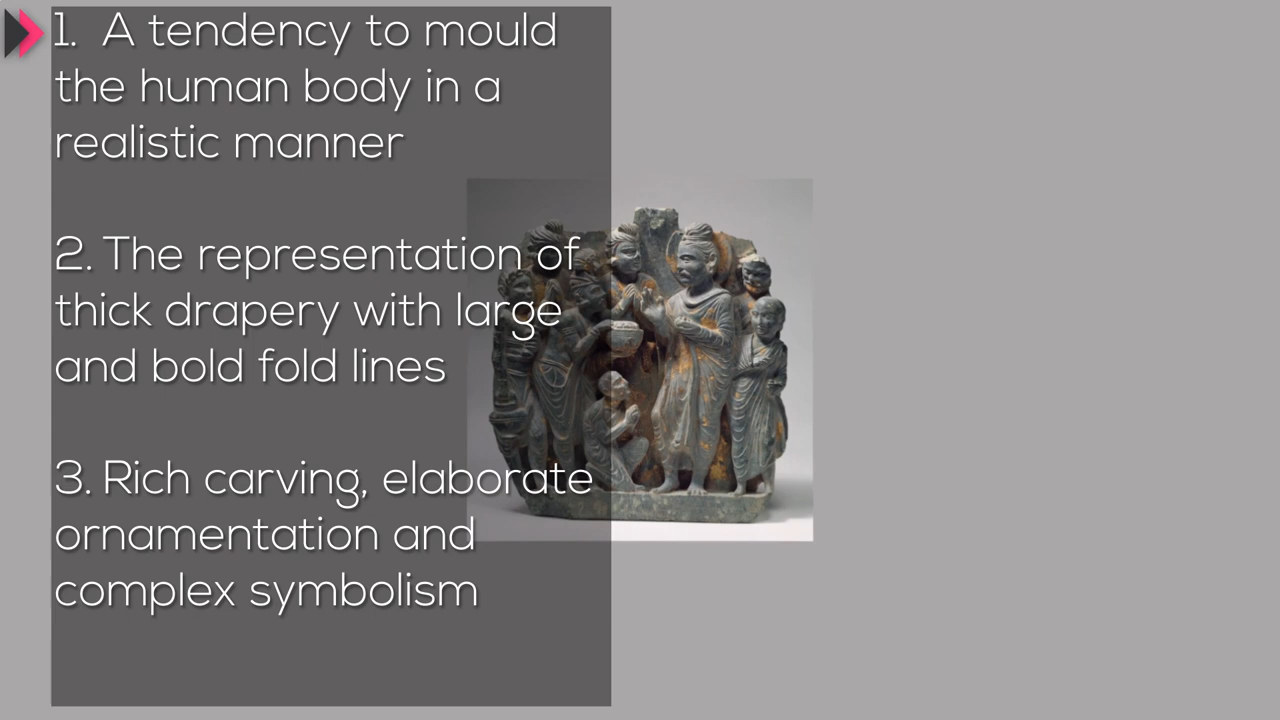 1. A tendency to mould
the human body in a
realistic manner
2. The representation of
thick drapery with large
and bold fold lines
3. Rich carving, elaborate
ornamentation and
complex symbolism